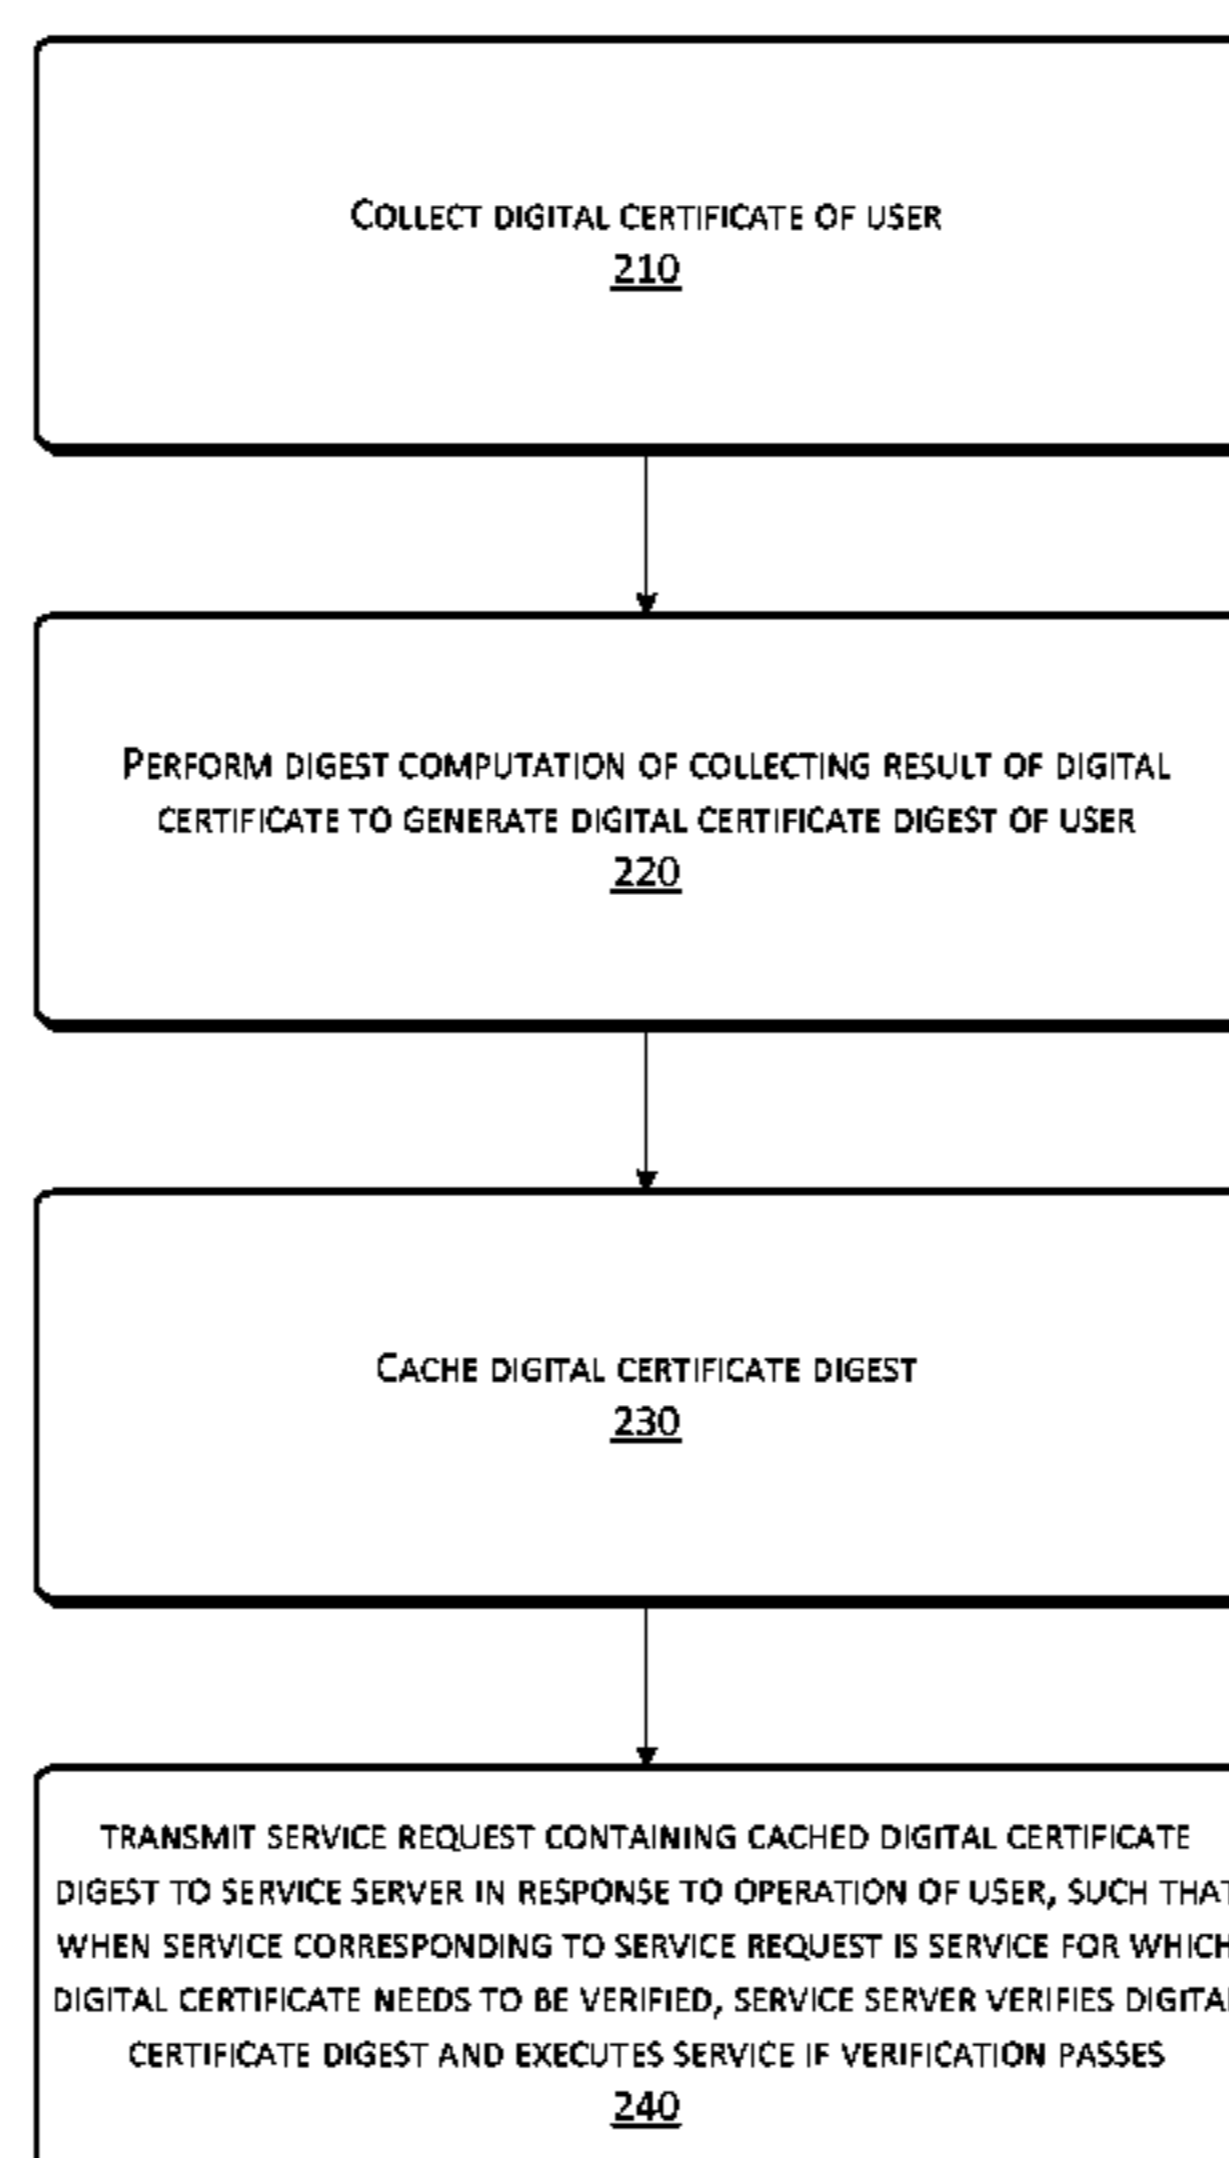 COLLECT DIGITAL CERTIFICATE OF USER
210
PERFORM DIGEST COMPUTATION OF COLLECTING RESULT OF DIGITAL
CERTIFICATE TO GENERATE DIGITAL CERTIFICATE DIGEST OF USER
220
CACHE DIGITAL CERTIFICATE DIGEST
230
TRANSMIT SERVICE REQUEST CONTAINING CACHED DIGITAL CERTIFICATE
DIGEST TO SERVICE SERVER IN RESPONSE TO OPERATION OF USER, SUCH THAT
WHEN SERVICE CORRESPONDING TO SERVICE REQUEST IS SERVICE FOR WHICH
DIGITAL CERTIFICATE NEEDS TO BE VERIFIED, SERVICE SERVER VERIFIES DIGITAL
CERTIFICATE DIGEST AND EXECUTES SERVICE IF VERIFICATION PASSES
240